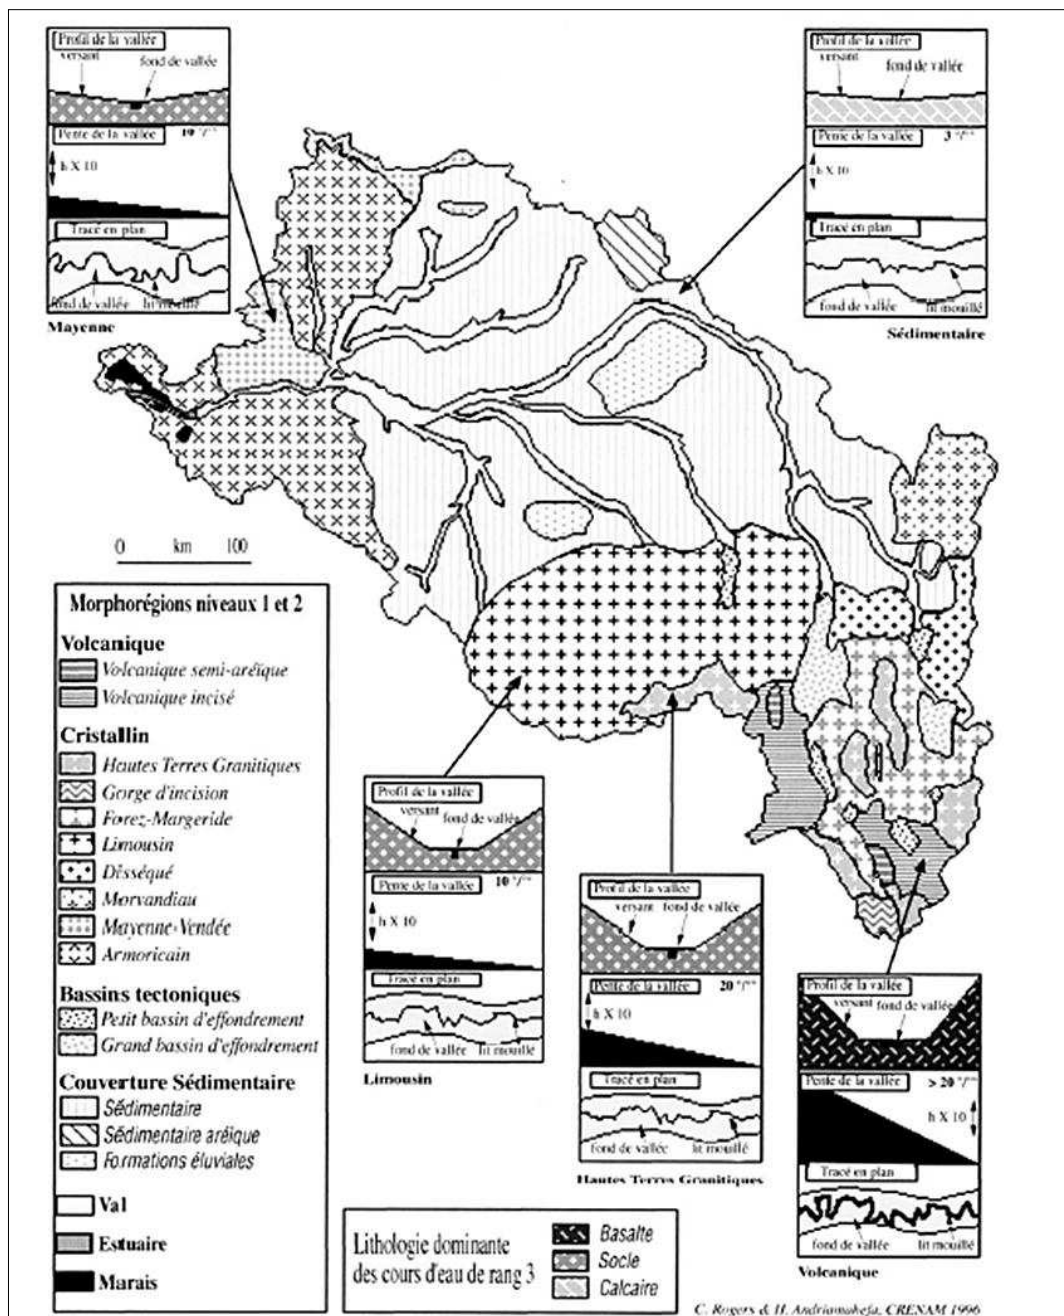 Profil de la vallée
versant
fond de vallée
Pente de la vallée
10 °/°°
h X 10
Tracé en plan
fond de vallée
lit mouillé
Mayenne
Profil de la vallée
versant
fond de vallée
Pente de la vallée
3 °/°°
h X 10
Tracé en plan
fond de vallée
lit mouillé
Sédimentaire
0 km 100
Morphorégions niveaux 1 et 2
Volcanique
Volcanique semi-aréïque
Volcanique incisé
Cristallin
Hautes Terres Granitiques
Gorge d'incision
Forez-Margeride
Limousin
Disséqué
Morvandiau
Mayenne-Vendée
Armoricain
Bassins tectoniques
Petit bassin d'effondrement
Grand bassin d'effondrement
Couverture Sédimentaire
Sédimentaire
Sédimentaire aréïque
Formations éluviales
Val
Estuaire
Marais
Profil de la vallée
versant
fond de vallée
Pente de la vallée
10 °/°°
h X 10
Tracé en plan
fond de vallée
lit mouillé
Limousin
Profil de la vallée
versant
fond de vallée
Pente de la vallée
20 °/°°
h X 10
Tracé en plan
fond de vallée
lit mouillé
Hautes Terres Granitiques
Profil de la vallée
versant
fond de vallée
Pente de la vallée
> 20 °/°°
h X 10
Tracé en plan
fond de vallée
lit mouillé
Volcanique
Lithologie dominante
des cours d'eau de rang 3
Basalte
Socle
Calcaire
C. Rogers & H. Andriamahefa, CRENAM 1996